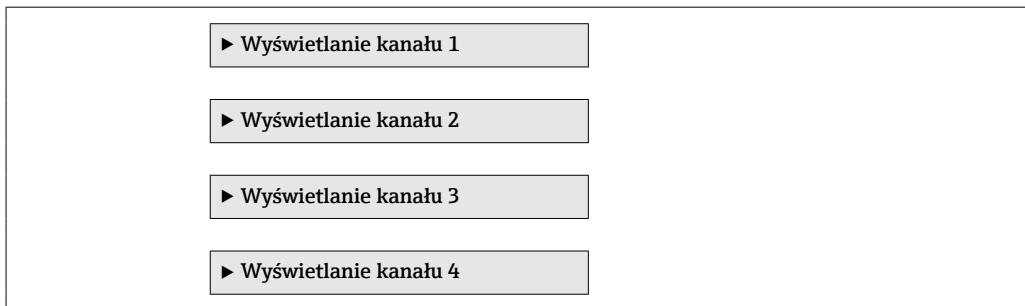 ▶ Wyświetlanie kanału 1
▶ Wyświetlanie kanału 2
▶ Wyświetlanie kanału 3
▶ Wyświetlanie kanału 4